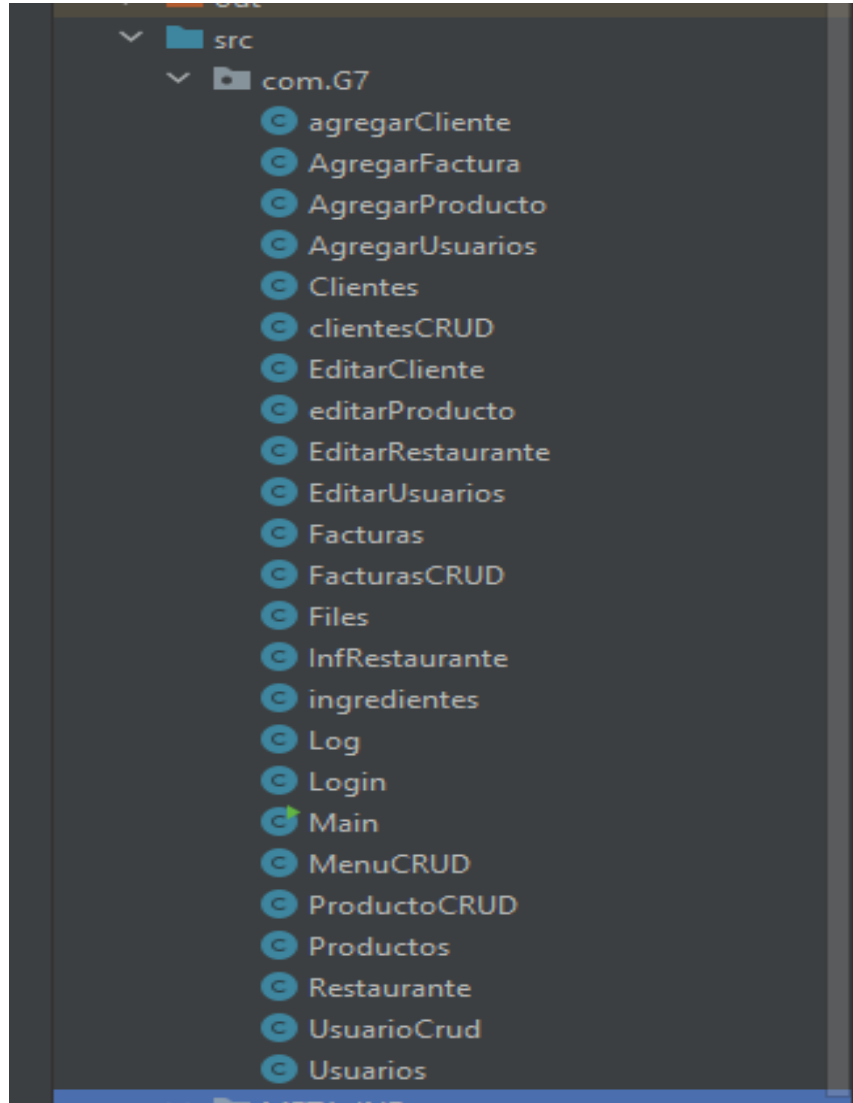 src
com.G7
agregarCliente
AgregarFactura
AgregarProducto
AgregarUsuarios
Clientes
clientesCRUD
EditarCliente
editarProducto
EditarRestaurante
EditarUsuarios
Facturas
FacturasCRUD
Files
InfRestaurante
ingredientes
Log
Login
Main
MenuCRUD
ProductoCRUD
Productos
Restaurante
UsuarioCrud
Usuarios